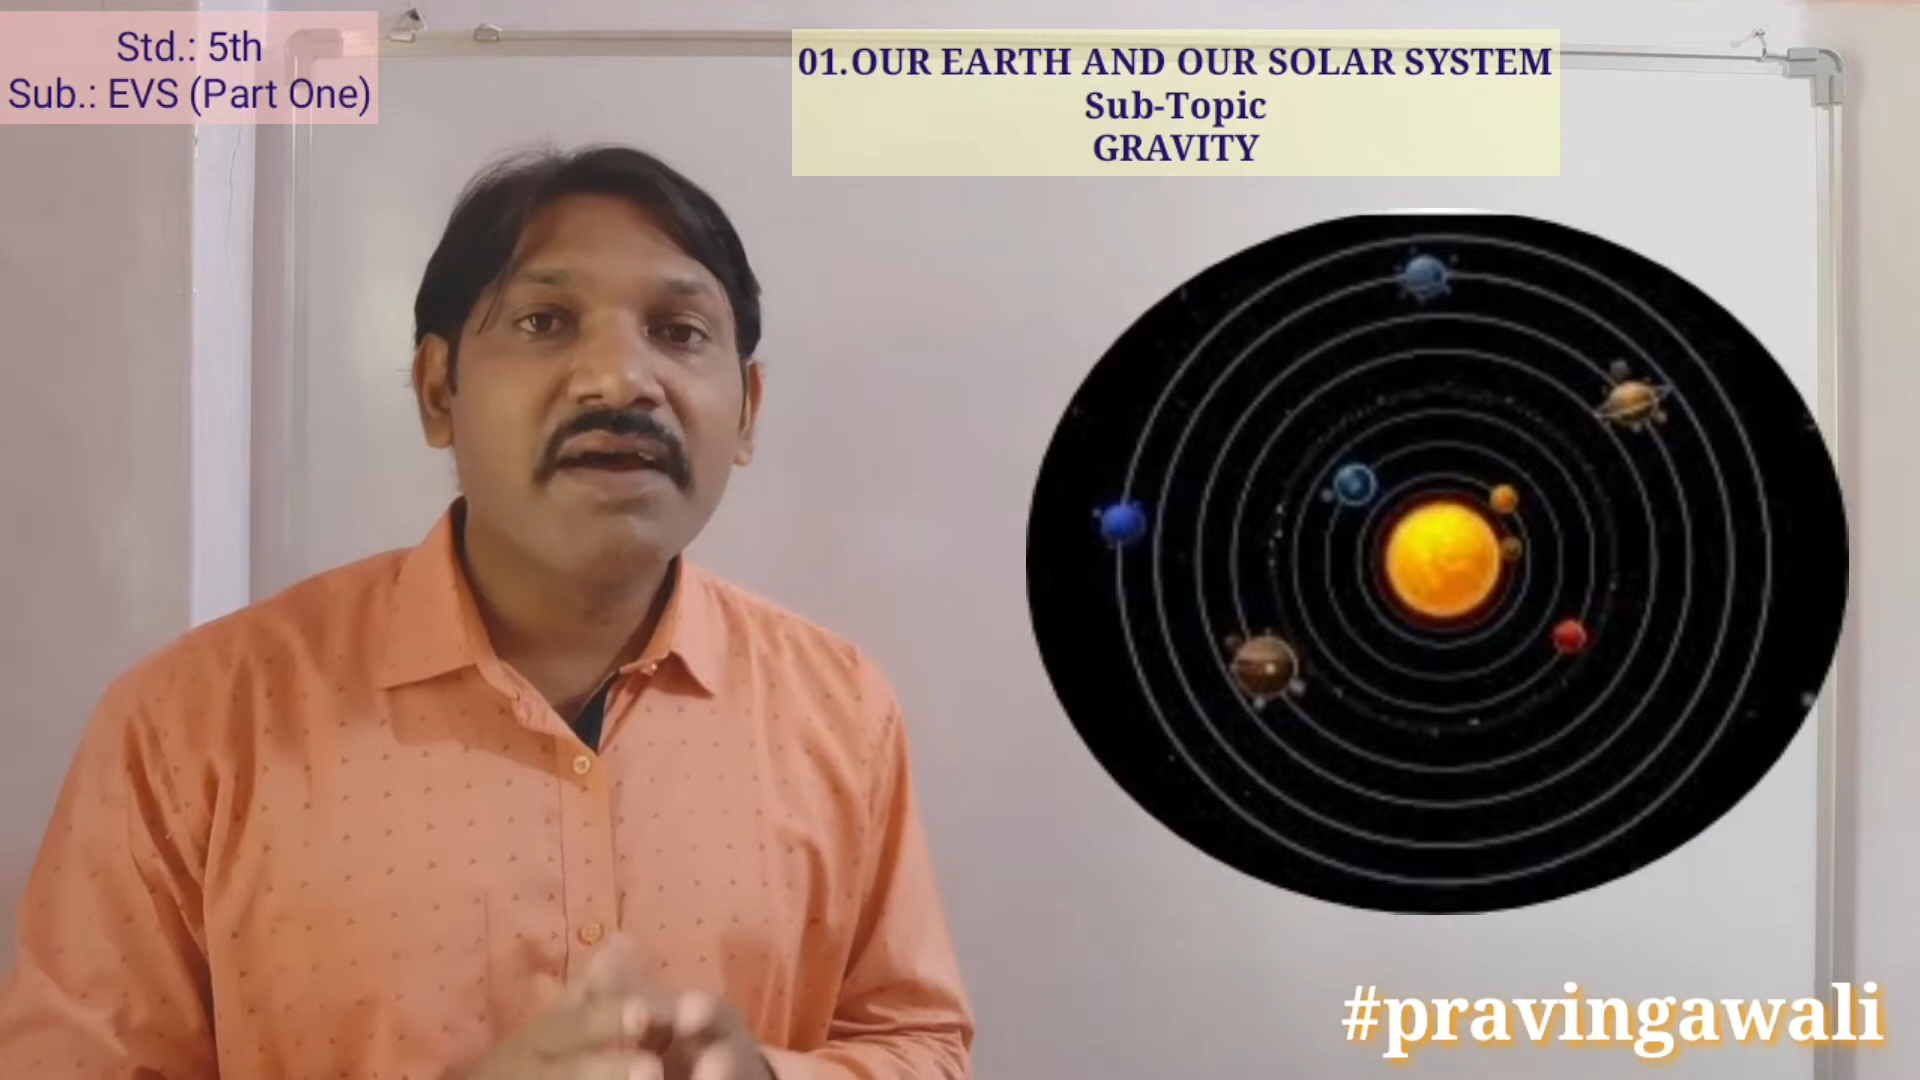 Std.: 5th
Sub.: EVS (Part One)
01.OUR EARTH AND OUR SOLAR SYSTEM
Sub-Topic
GRAVITY
#pravingawali